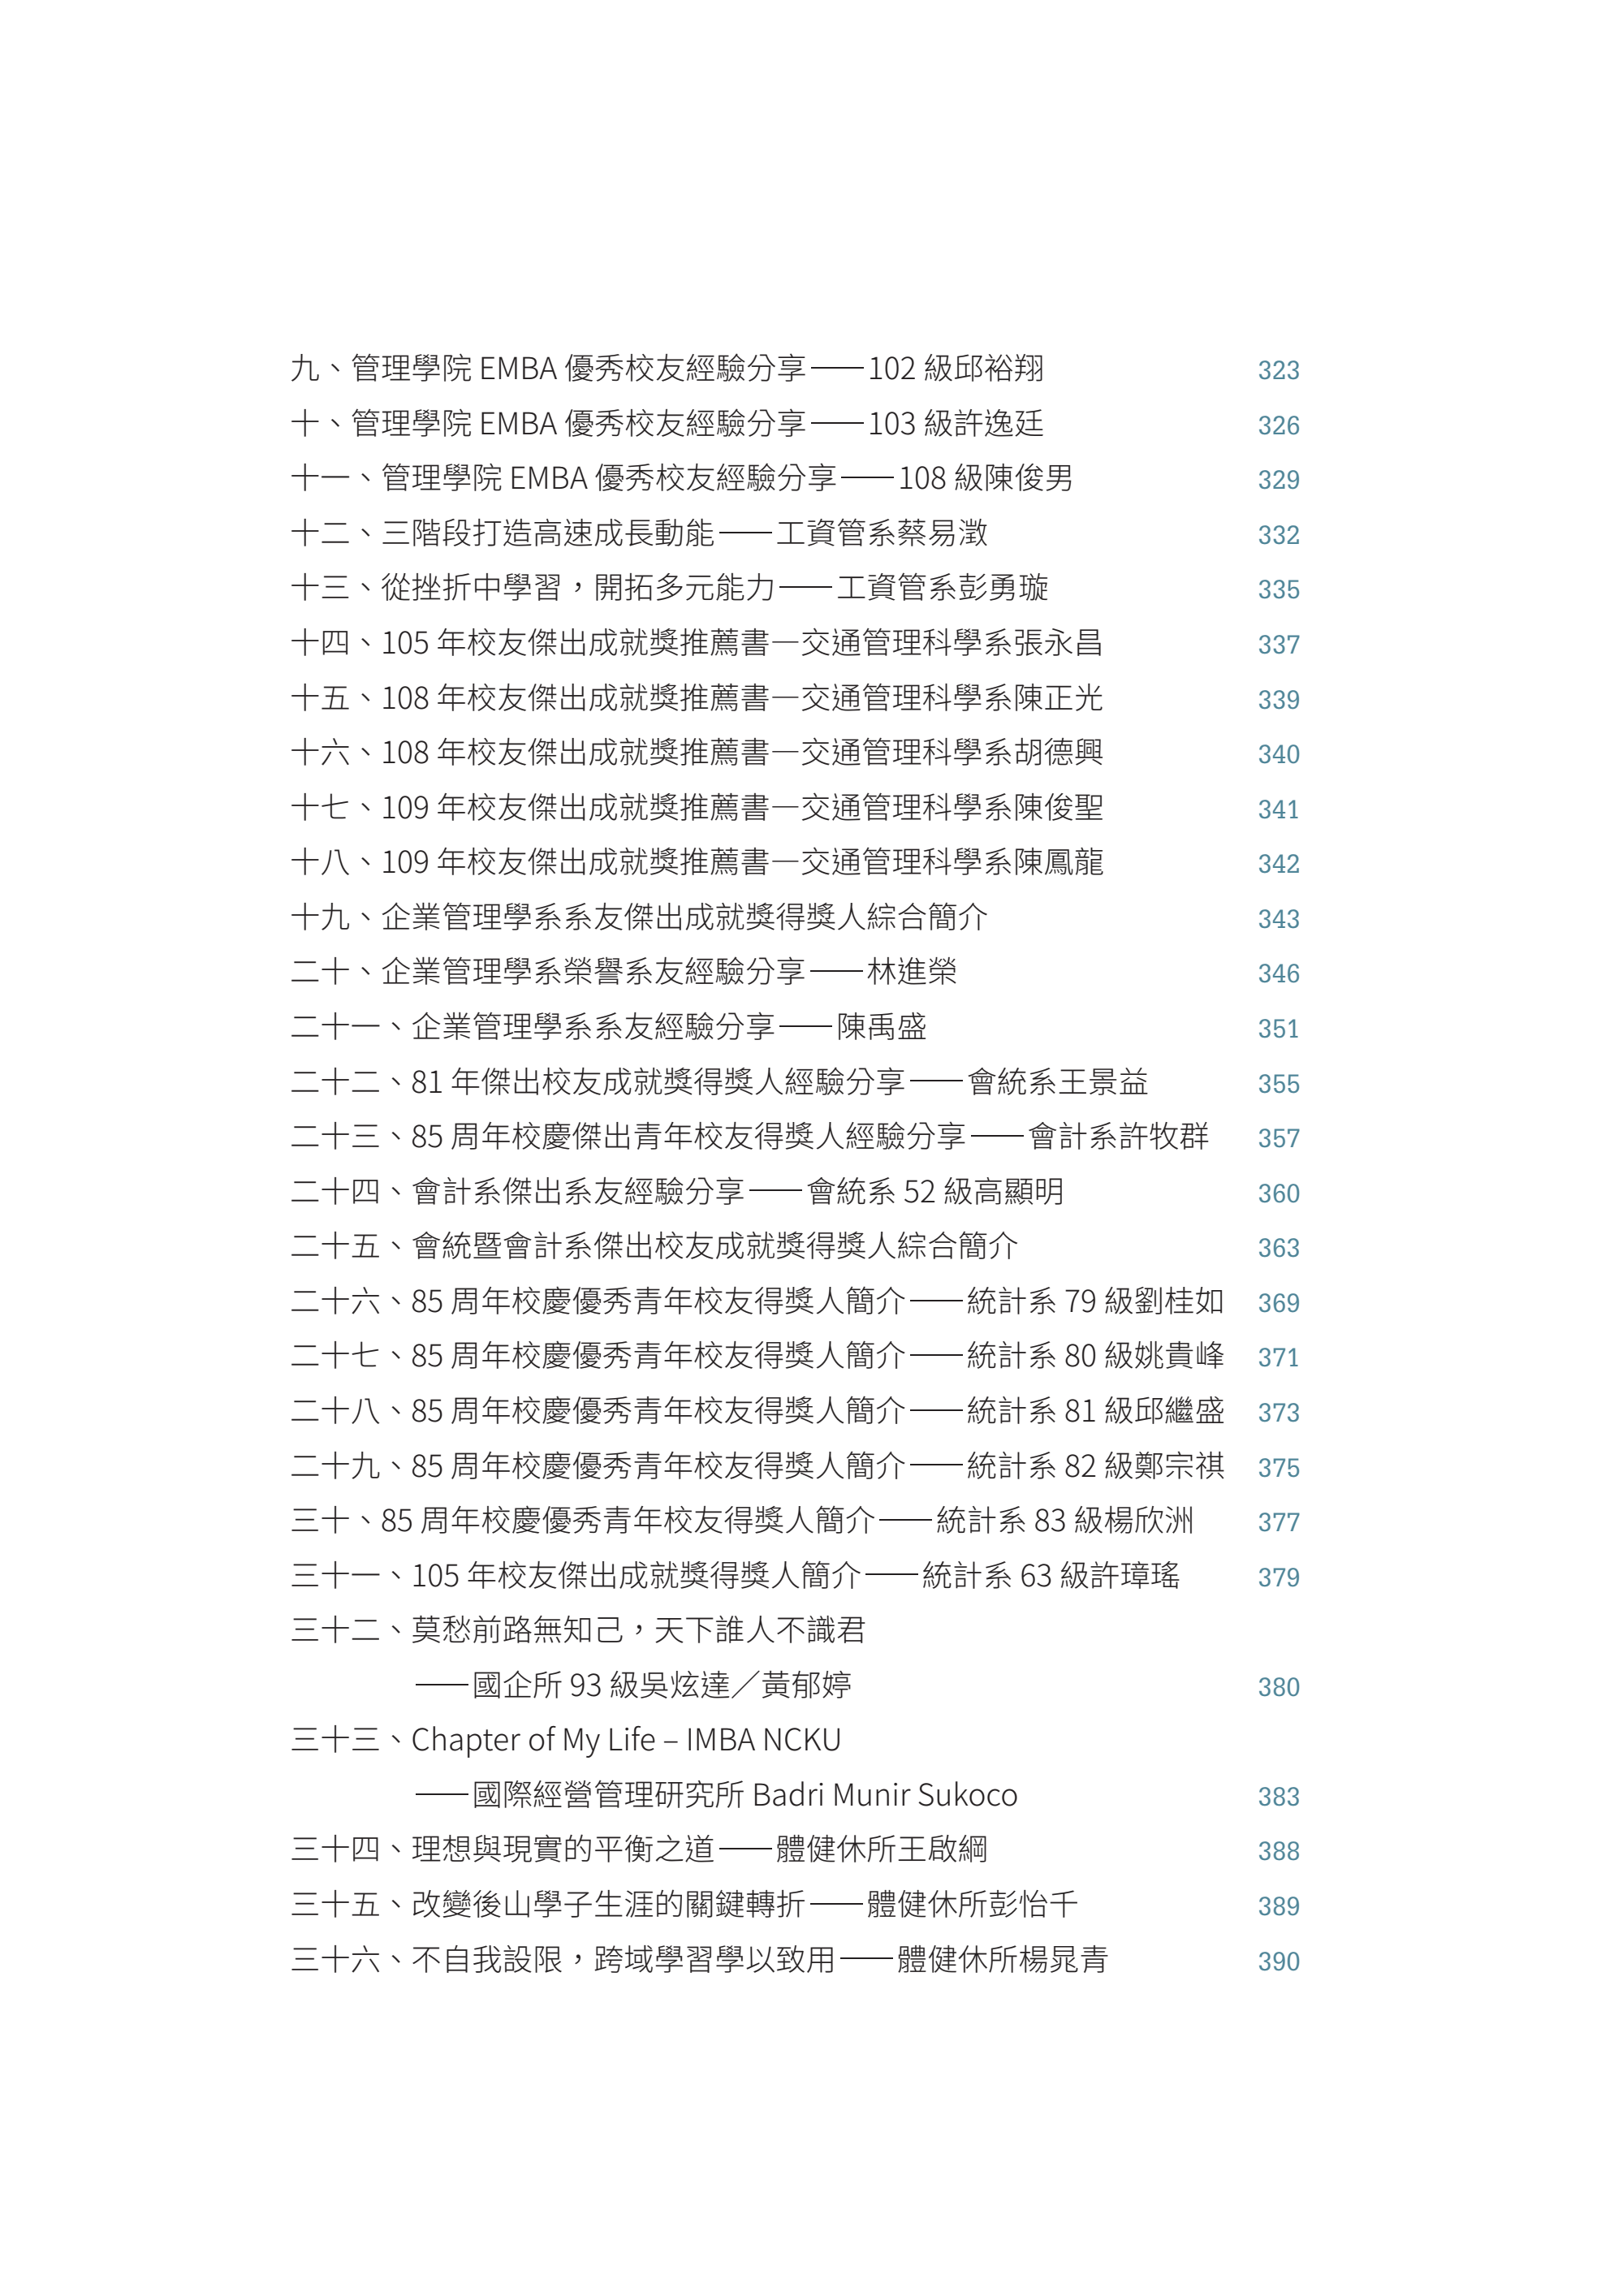 九、管理學院 EMBA 優秀校友經驗分享——102 級邱裕翔 323
十、管理學院 EMBA 優秀校友經驗分享——103 級許逸廷 326
十一、管理學院 EMBA 優秀校友經驗分享——108 級陳俊男 329
十二、三階段打造高速成長動能——工資管系蔡易潡 332
十三、從挫折中學習，開拓多元能力——工資管系彭勇璇 335
十四、105 年校友傑出成就獎推薦書—交通管理科學系張永昌 337
十五、108 年校友傑出成就獎推薦書—交通管理科學系陳正光 339
十六、108 年校友傑出成就獎推薦書—交通管理科學系胡德興 340
十七、109 年校友傑出成就獎推薦書—交通管理科學系陳俊聖 341
十八、109 年校友傑出成就獎推薦書—交通管理科學系陳鳳龍 342
十九、企業管理學系系友傑出成就獎得獎人綜合簡介 343
二十、企業管理學系榮譽系友經驗分享——林進榮 346
二十一、企業管理學系系友經驗分享——陳禹盛 351
二十二、81 年傑出校友成就獎得獎人經驗分享——會統系王景益 355
二十三、85 周年校慶傑出青年校友得獎人經驗分享——會計系許牧群 357
二十四、會計系傑出系友經驗分享——會統系 52 級高顯明 360
二十五、會統暨會計系傑出校友成就獎得獎人綜合簡介 363
二十六、85 周年校慶優秀青年校友得獎人簡介——統計系 79 級劉桂如 369
二十七、85 周年校慶優秀青年校友得獎人簡介——統計系 80 級姚貴峰 371
二十八、85 周年校慶優秀青年校友得獎人簡介——統計系 81 級邱繼盛 373
二十九、85 周年校慶優秀青年校友得獎人簡介——統計系 82 級鄭宗祺 375
三十、85 周年校慶優秀青年校友得獎人簡介——統計系 83 級楊欣洲 377
三十一、105 年校友傑出成就獎得獎人簡介——統計系 63 級許璋瑤 379
三十二、莫愁前路無知己，天下誰人不識君
——國企所 93 級吳炫達／黃郁婷 380
三十三、Chapter of My Life – IMBA NCKU
——國際經營管理研究所 Badri Munir Sukoco 383
三十四、理想與現實的平衡之道——體健休所王啟綱 388
三十五、改變後山學子生涯的關鍵轉折——體健休所彭怡千 389
三十六、不自我設限，跨域學習學以致用——體健休所楊晁青 390